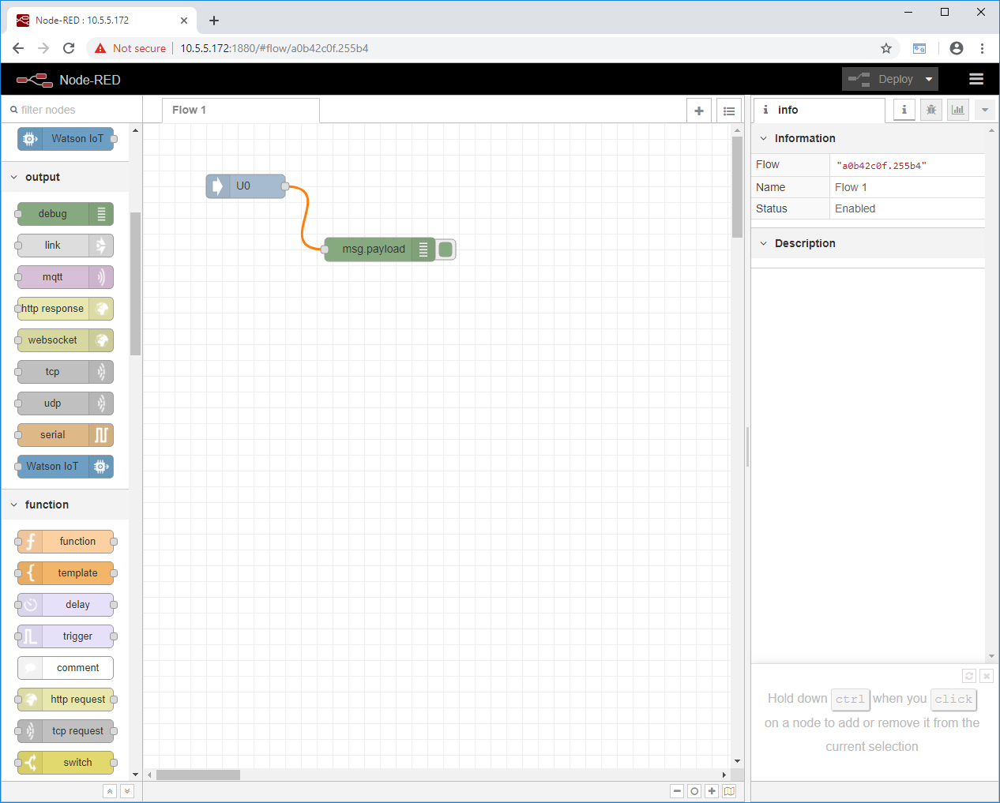 Node-RED : 10.5.5.172
Not secure
10.5.5.172:1880/#flow/a0b42c0f.255b4
Node-RED
Deploy
filter nodes
Flow 1
info
Watson IoT
output
debug
link
mqtt
http response
websocket
tcp
udp
serial
Watson IoT
function
function
template
delay
trigger
comment
http request
tcp request
switch
U0
msg.payload
Information
Flow "a0b42c0f.255b4"
Name Flow 1
Status Enabled
Description
Hold down ctrl when you click
on a node to add or remove it from the
current selection